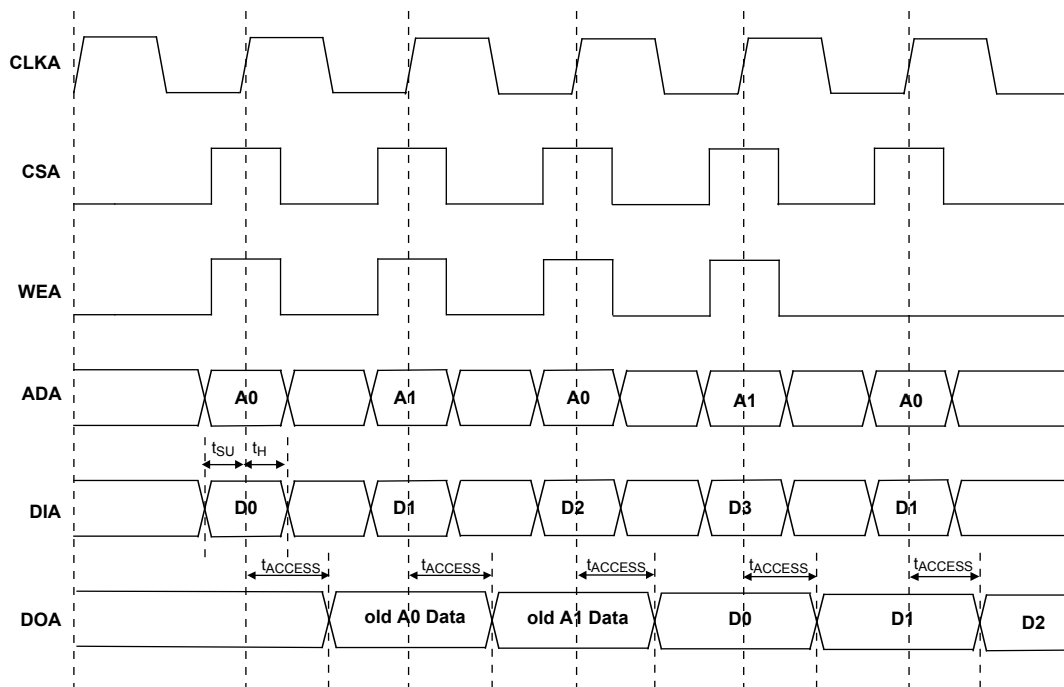 CLKA
CSA
WEA
ADA A0 A1 A0 A1 A0
tSU tH
DIA D0 D1 D2 D3 D1
tACCESS tACCESS tACCESS tACCESS tACCESS
DOA old A0 Data old A1 Data D0 D1 D2